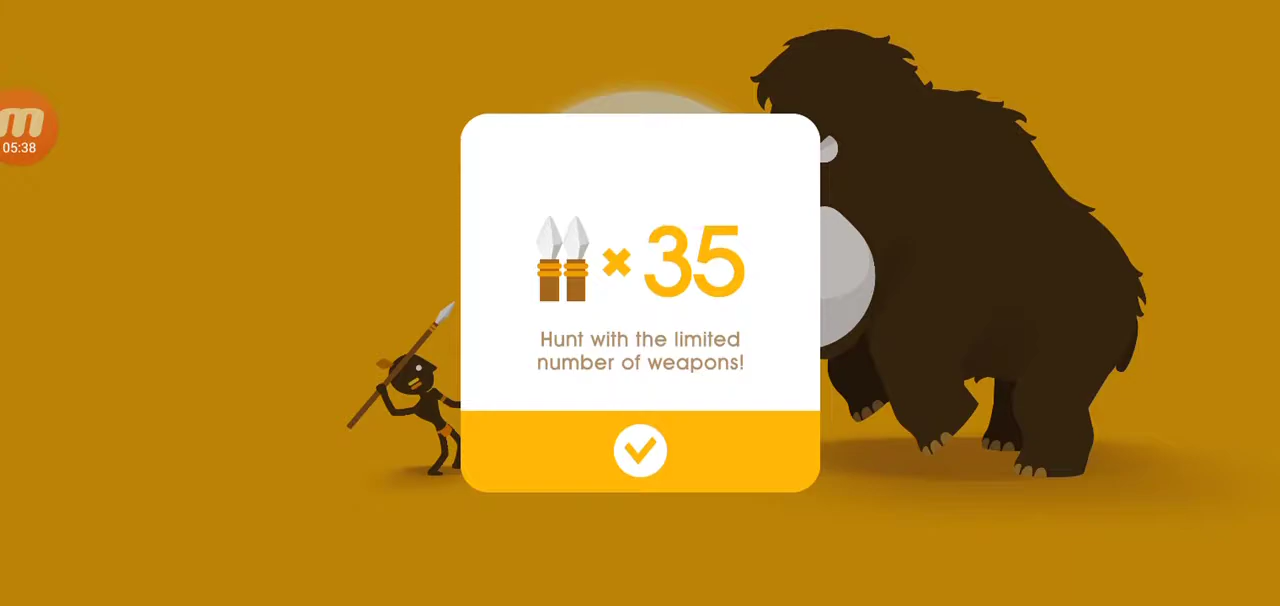 m
05:38
× 35
Hunt with the limited
number of weapons!